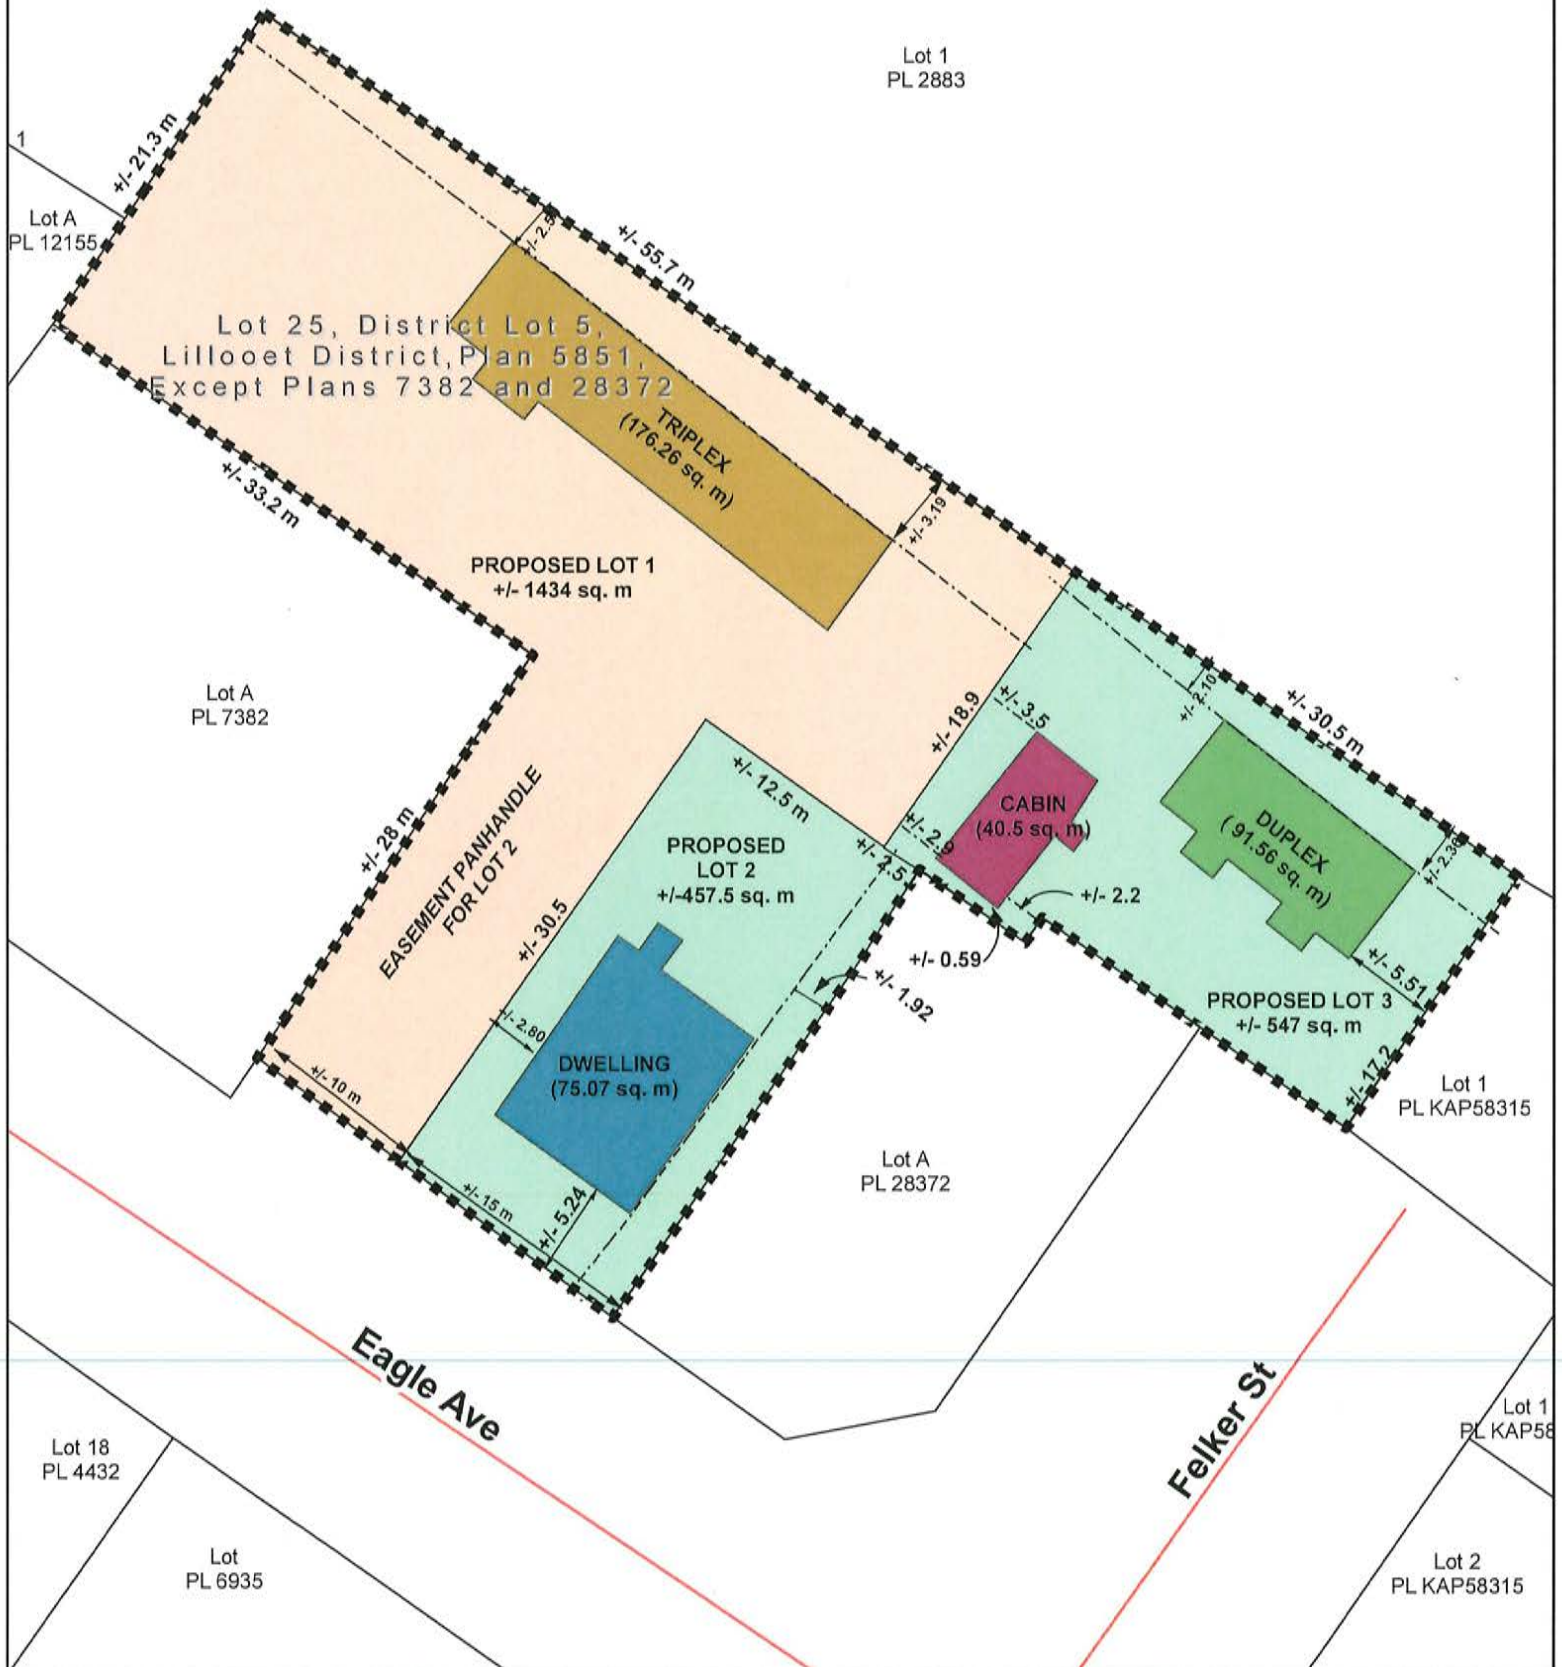 Lot 1
PL 2883
1
+/- 21.3 m
Lot A
PL 12155
+/- 2.5
+/- 55.7 m
Lot 25, District Lot 5,
Lillooet District, Plan 5851,
Except Plans 7382 and 28372
TRIPLEX
(176.26 sq. m)
+/- 33.2 m
+/- 3.19
PROPOSED LOT 1
+/- 1434 sq. m
Lot A
PL 7382
+/- 18.9
+/- 3.5
+/- 2.10
+/- 30.5 m
+/- 12.5 m
CABIN
(40.5 sq. m)
DUPLEX
( 91.56 sq. m)
+/- 28 m
EASEMENT PANHANDLE
FOR LOT 2
PROPOSED
LOT 2
+/-457.5 sq. m
+/- 2.9
+/- 2.5
+/- 2.2
+/- 30.5
+/- 0.59
+/- 1.92
+/- 5.51
PROPOSED LOT 3
+/- 547 sq. m
+/- 2.80
DWELLING
(75.07 sq. m)
+/- 10 m
+/-17.2
Lot 1
PL KAP58315
Lot A
PL 28372
+/- 15 m
+/- 5.24
Eagle Ave
Felker St
Lot 1
PL KAP58
Lot 18
PL 4432
Lot
PL 6935
Lot 2
PL KAP58315